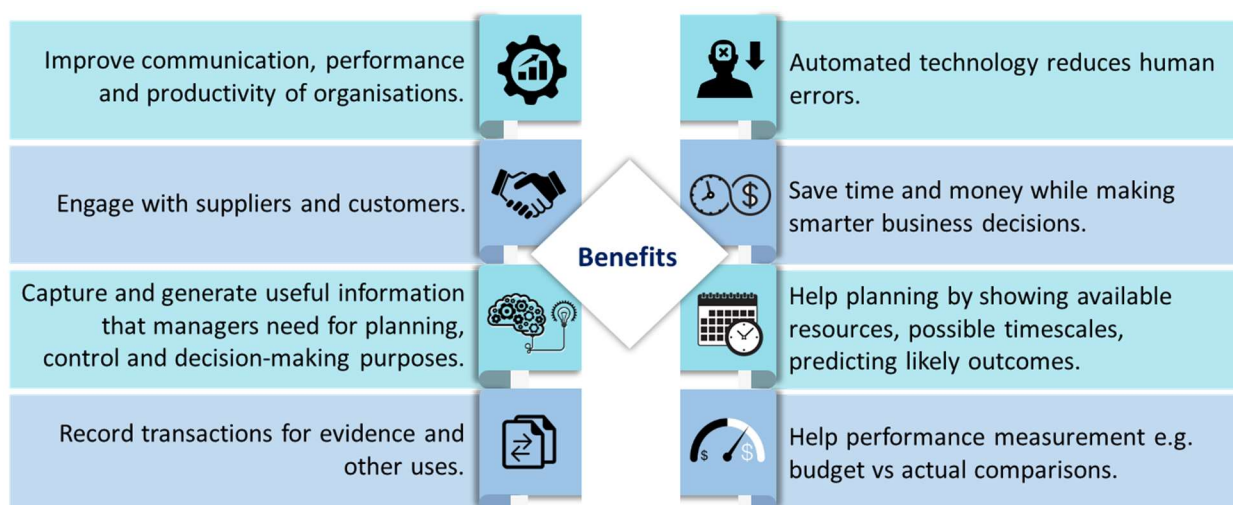 Improve communication, performance
and productivity of organisations.
Engage with suppliers and customers.
Capture and generate useful information
that managers need for planning,
control and decision-making purposes.
Record transactions for evidence and
other uses.
Benefits
Automated technology reduces human
errors.
Save time and money while making
smarter business decisions.
Help planning by showing available
resources, possible timescales,
predicting likely outcomes.
Help performance measurement e.g.
budget vs actual comparisons.
$
$
$